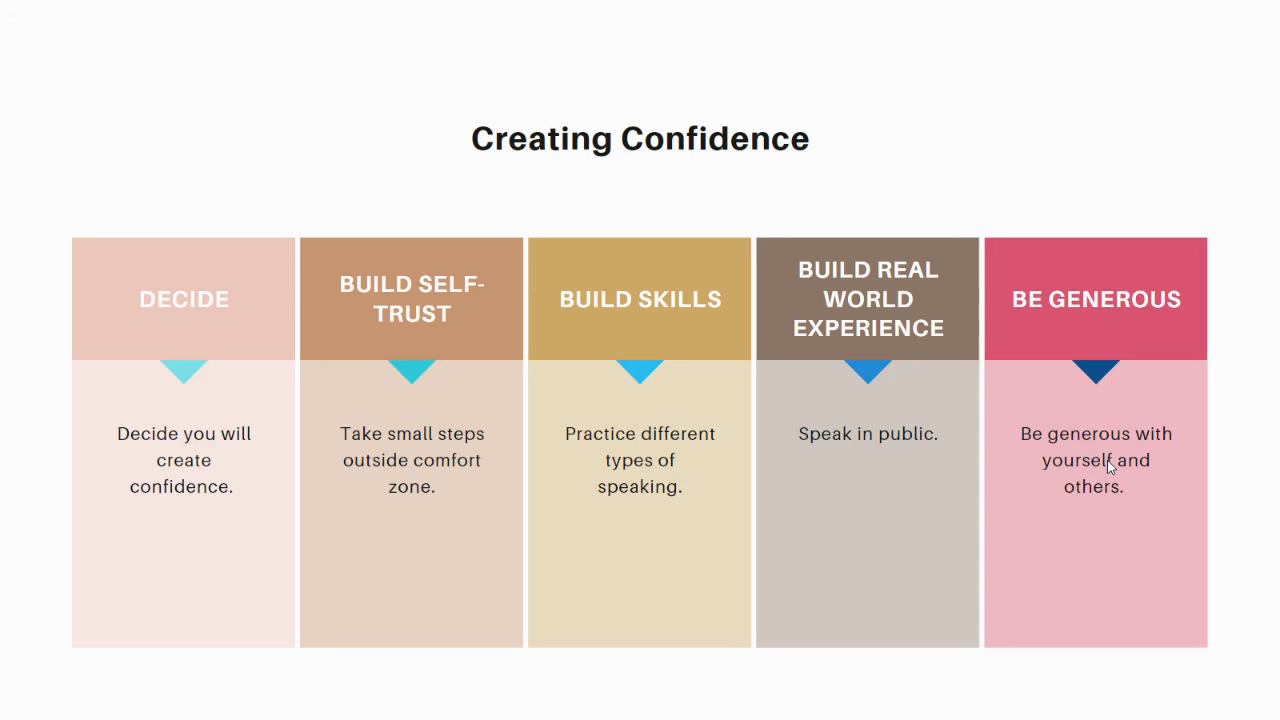 Creating Confidence
DECIDE
Decide you will
create
confidence.
BUILD SELF-
TRUST
Take small steps
outside comfort
zone.
BUILD SKILLS
Practice different
types of
speaking.
BUILD REAL
WORLD
EXPERIENCE
Speak in public.
BE GENEROUS
Be generous with
yourself and
others.